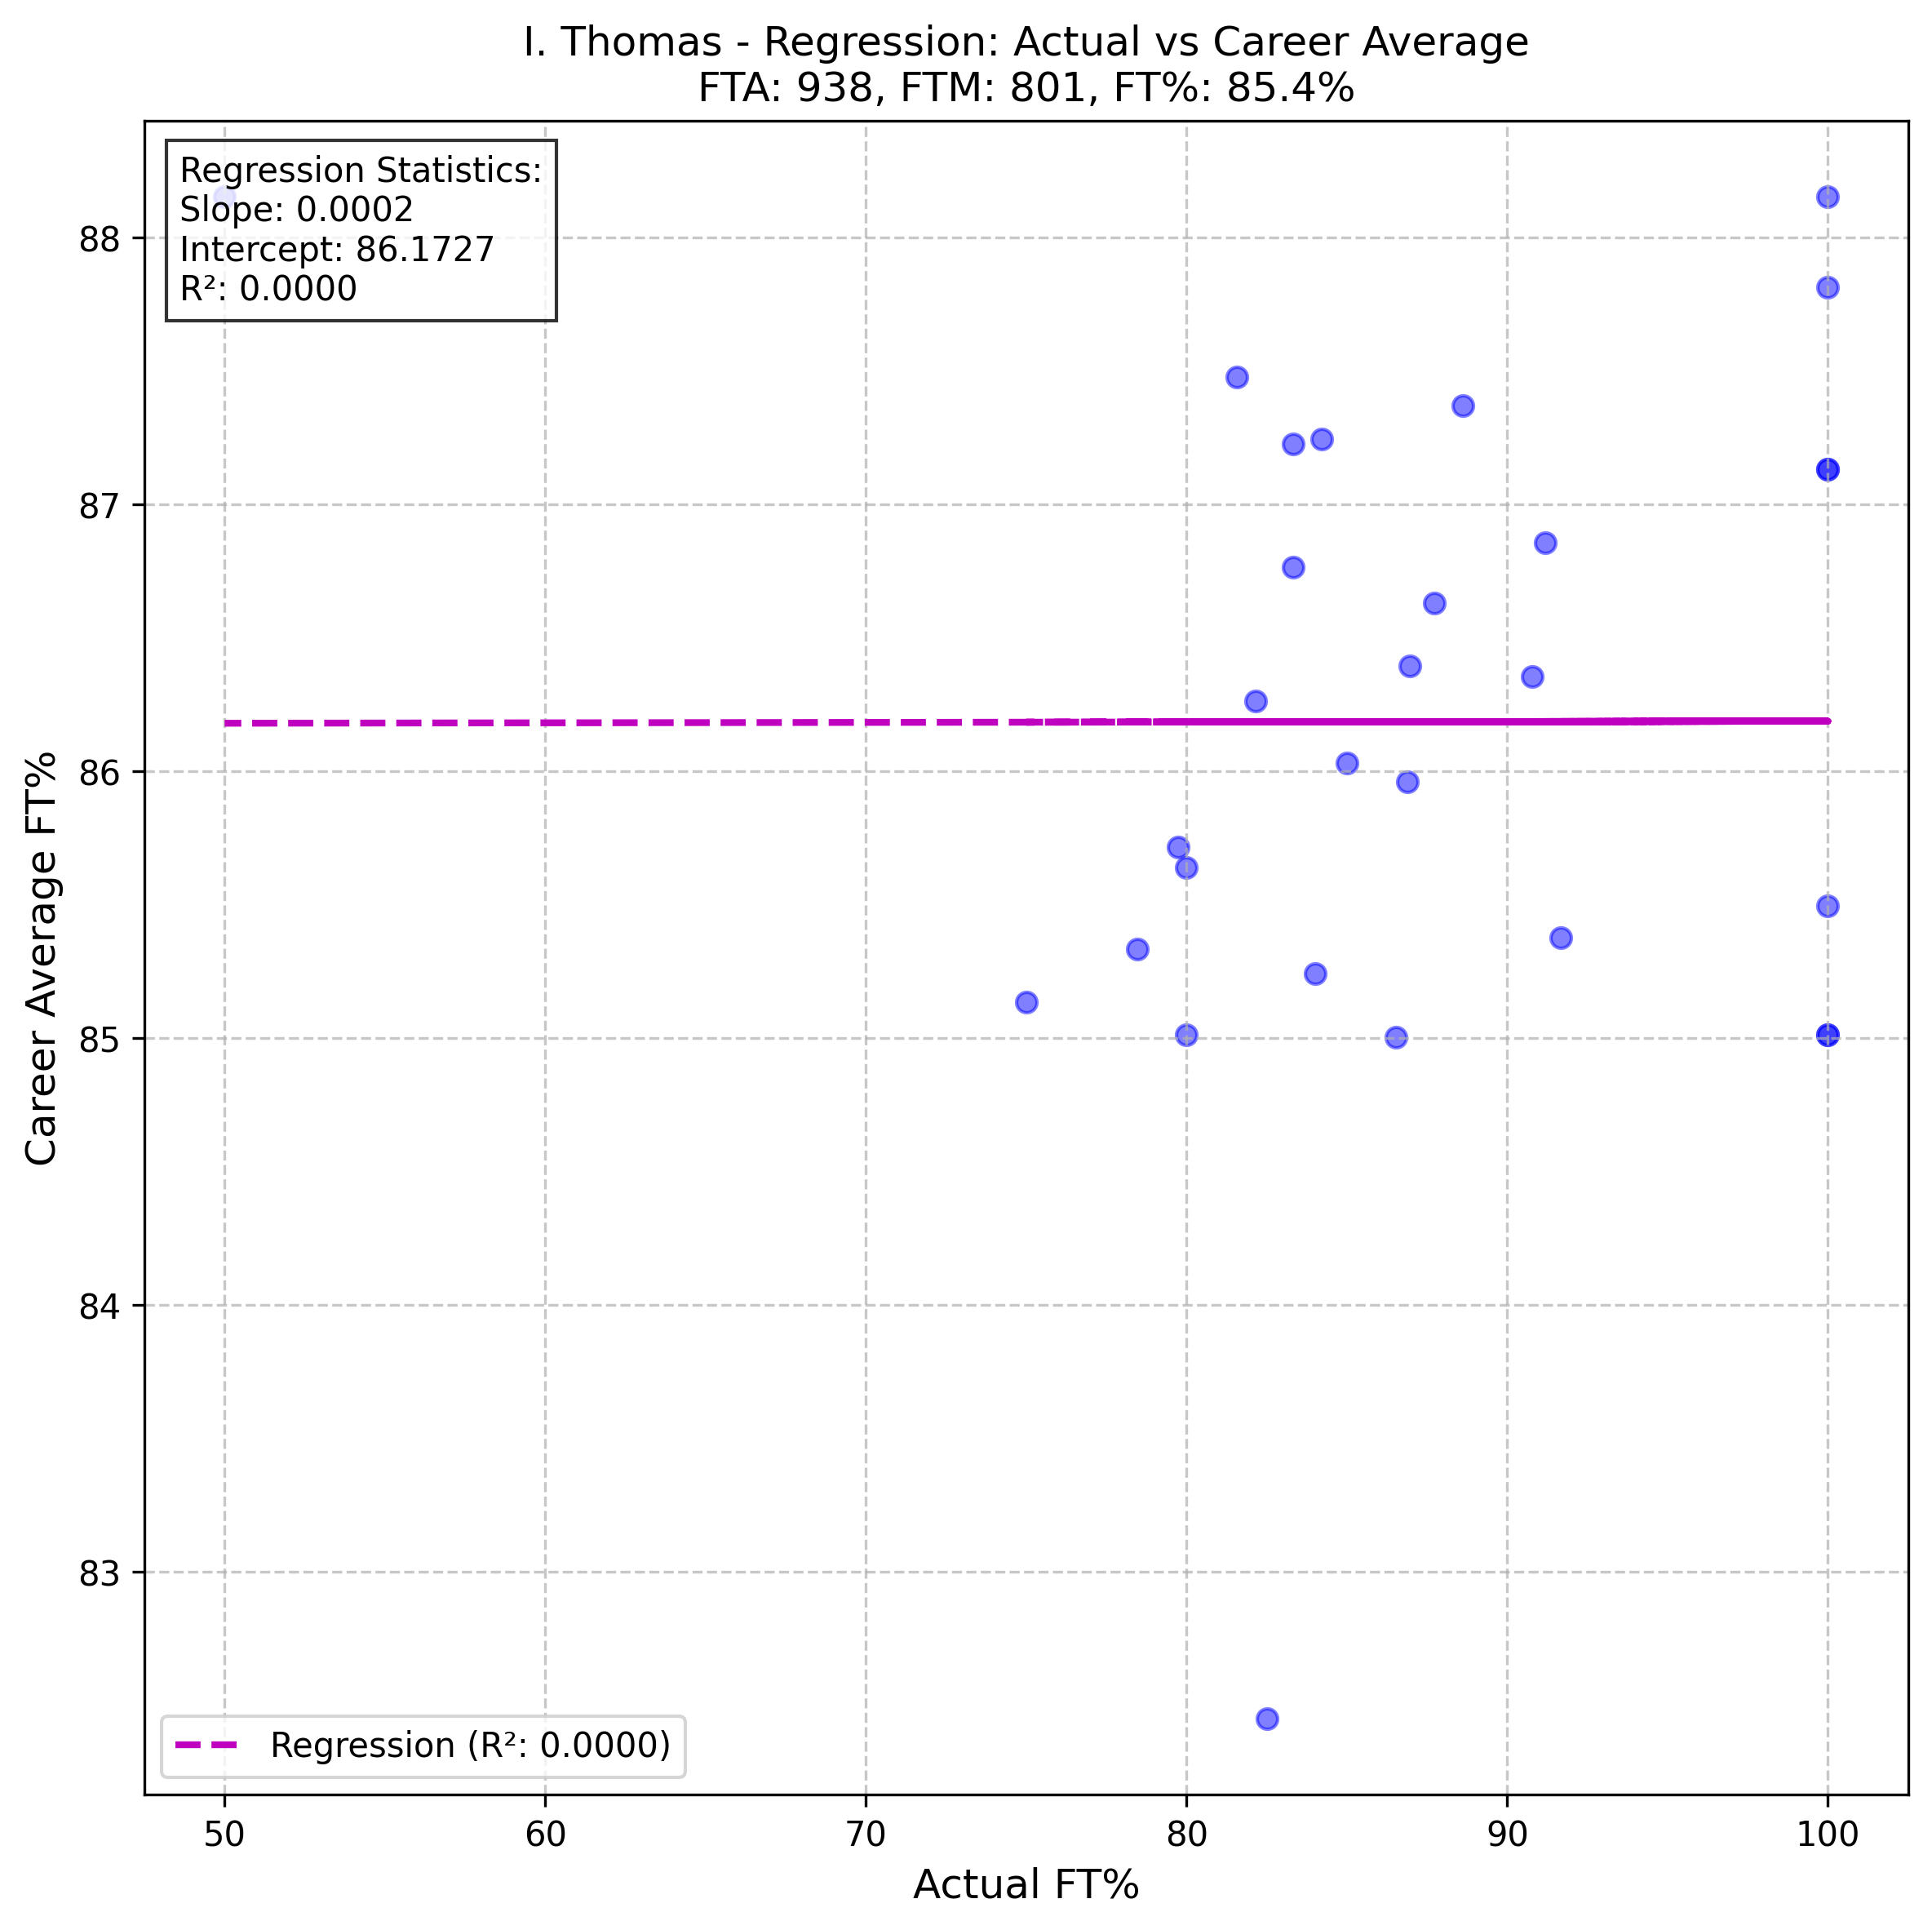 I. Thomas - Regression: Actual vs Career Average
FTA: 938, FTM: 801, FT%: 85.4%
Regression Statistics:
Slope: 0.0002
Intercept: 86.1727
R²: 0.0000
88
87
86
85
84
83
Career Average FT%
Regression (R²: 0.0000)
50
60
70
80
90
100
Actual FT%